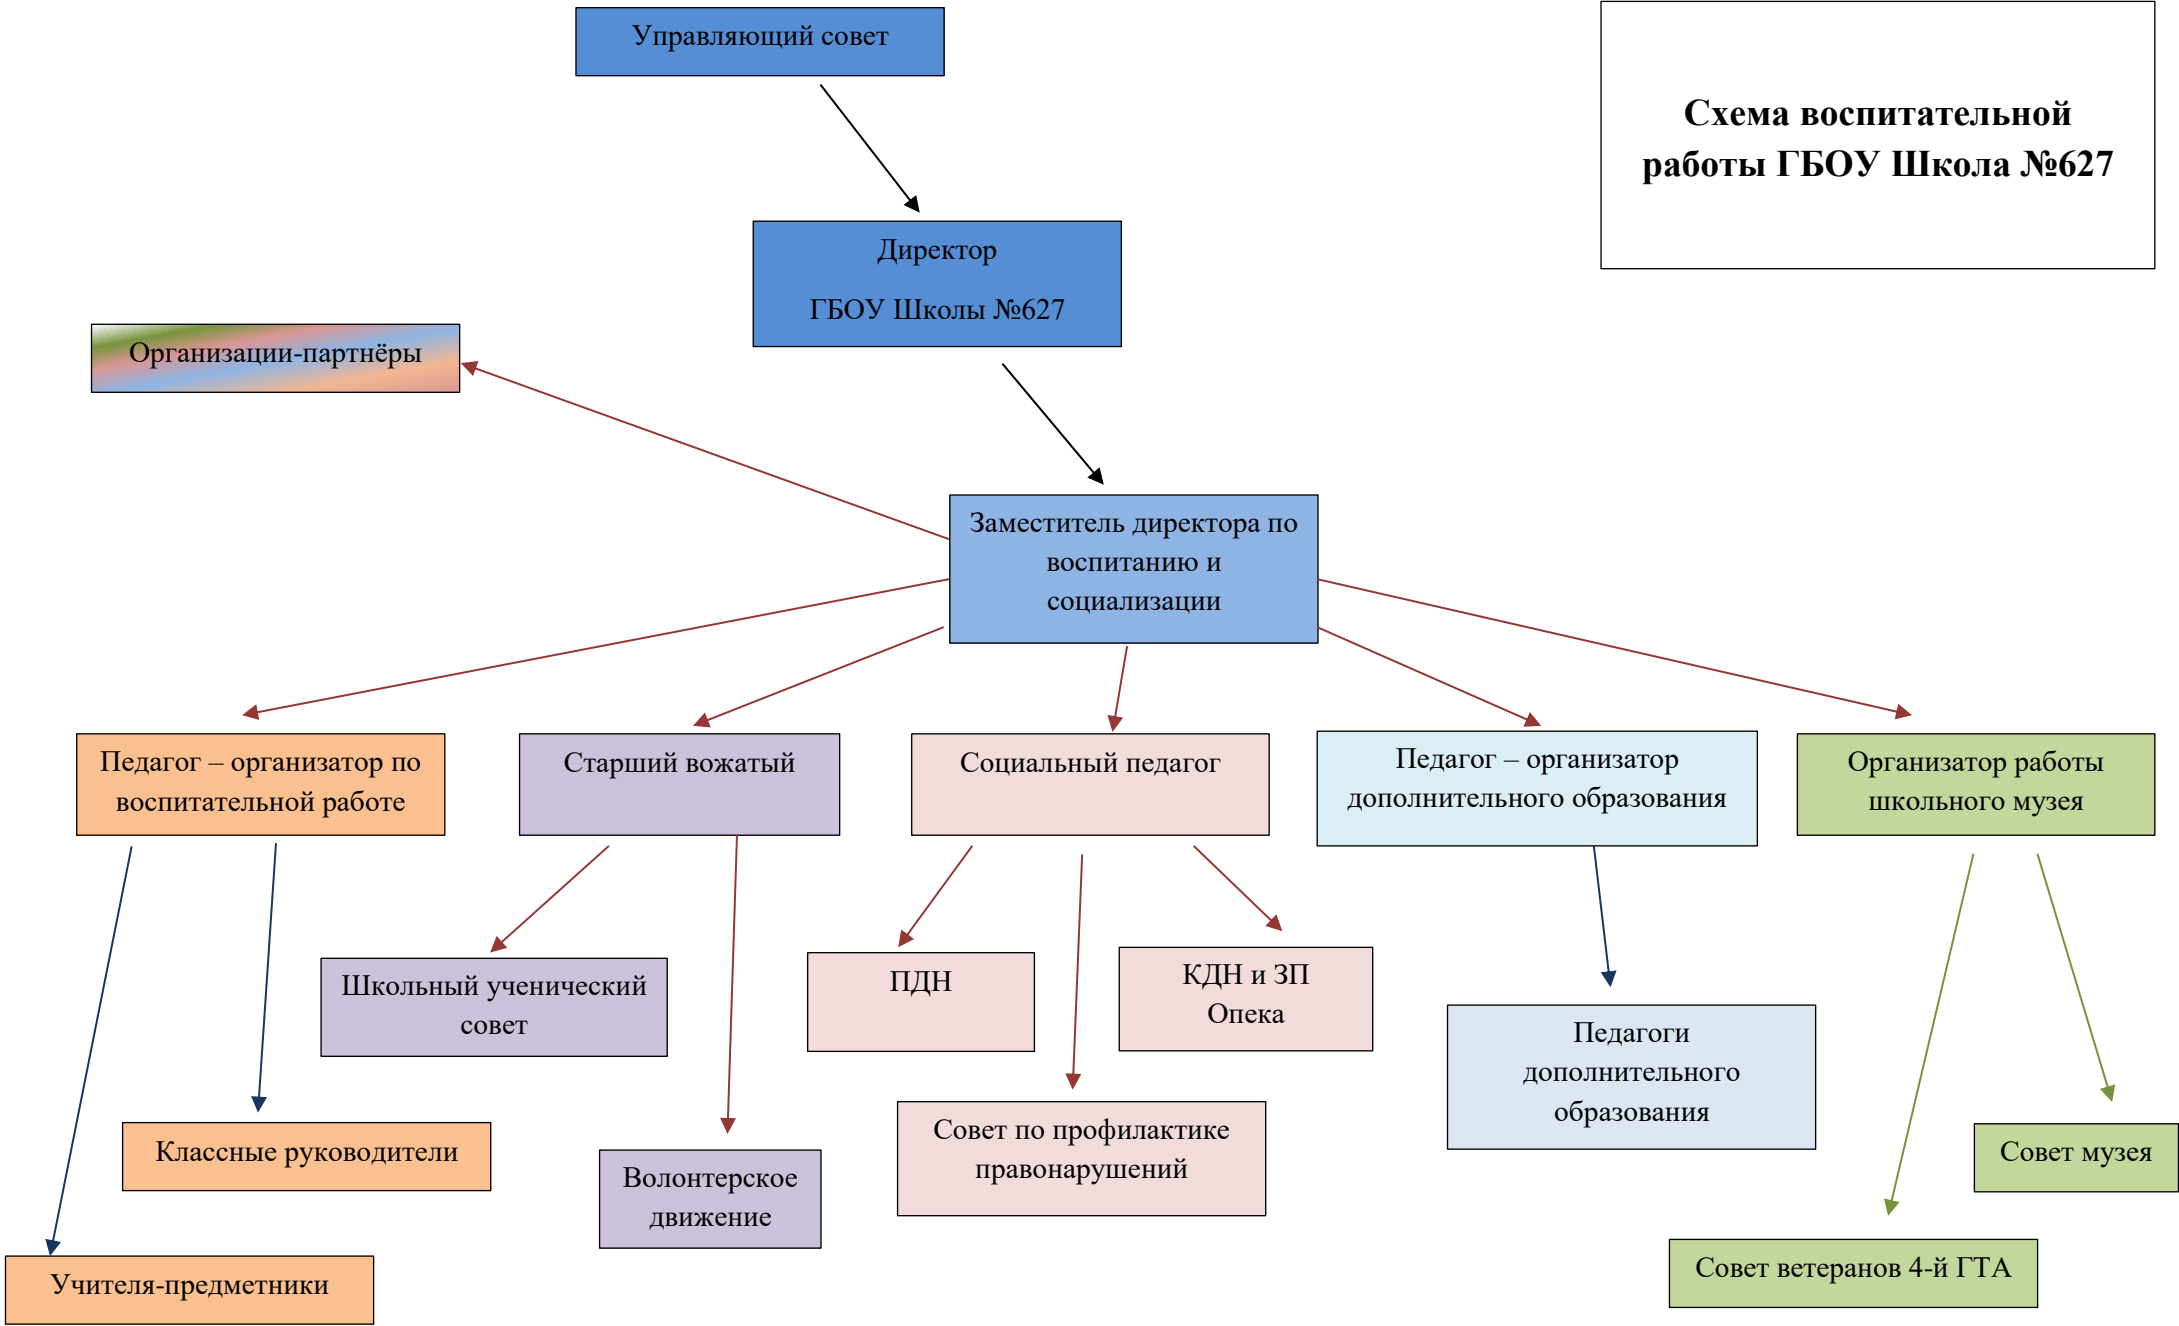 Управляющий совет
Схема воспитательной
работы ГБОУ Школа №627
Директор
ГБОУ Школы №627
Организации-партнёры
Заместитель директора по
воспитанию и
социализации
Педагог – организатор по
воспитательной работе
Старший вожатый
Социальный педагог
Педагог – организатор
дополнительного образования
Организатор работы
школьного музея
Школьный ученический
совет
ПДН
КДН и ЗП
Опека
Педагоги
дополнительного
образования
Классные руководители
Волонтерское
движение
Совет по профилактике
правонарушений
Совет музея
Учителя-предметники
Совет ветеранов 4-й ГТА